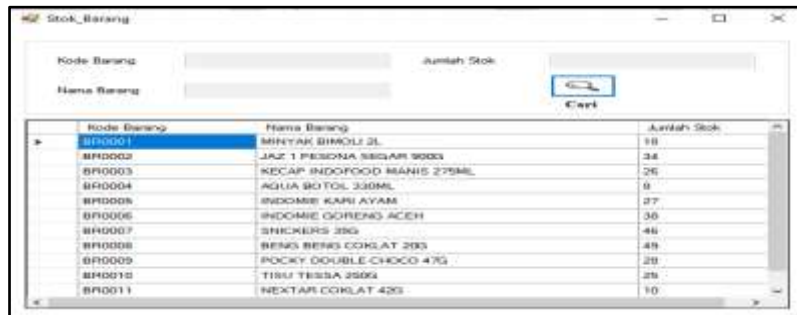 Stok_Barang
Kode Barang Jumlah Stok
Nama Barang
Cari
Kode Barang Nama Barang Jumlah Stok
BR0001 MINYAK BIMOLI 2L 18
BR0002 JAZ 1 PESONA SEGAR 900G 34
BR0003 KECAP INDOFOOD MANIS 275ML 26
BR0004 AQUA BOTOL 330ML
BR0005 INDOMIE KARI AYAM 27
BR0006 INDOMIE GORENG ACEH 38
BR0007 SNICKERS 35G 46
BR0008 BENG BENG COKLAT 20G 49
BR0009 POCKY DOUBLE CHOCO 47G
BR0010 TISU TESSA 250G
BR0011 NEXTAR COKLAT 42G 10